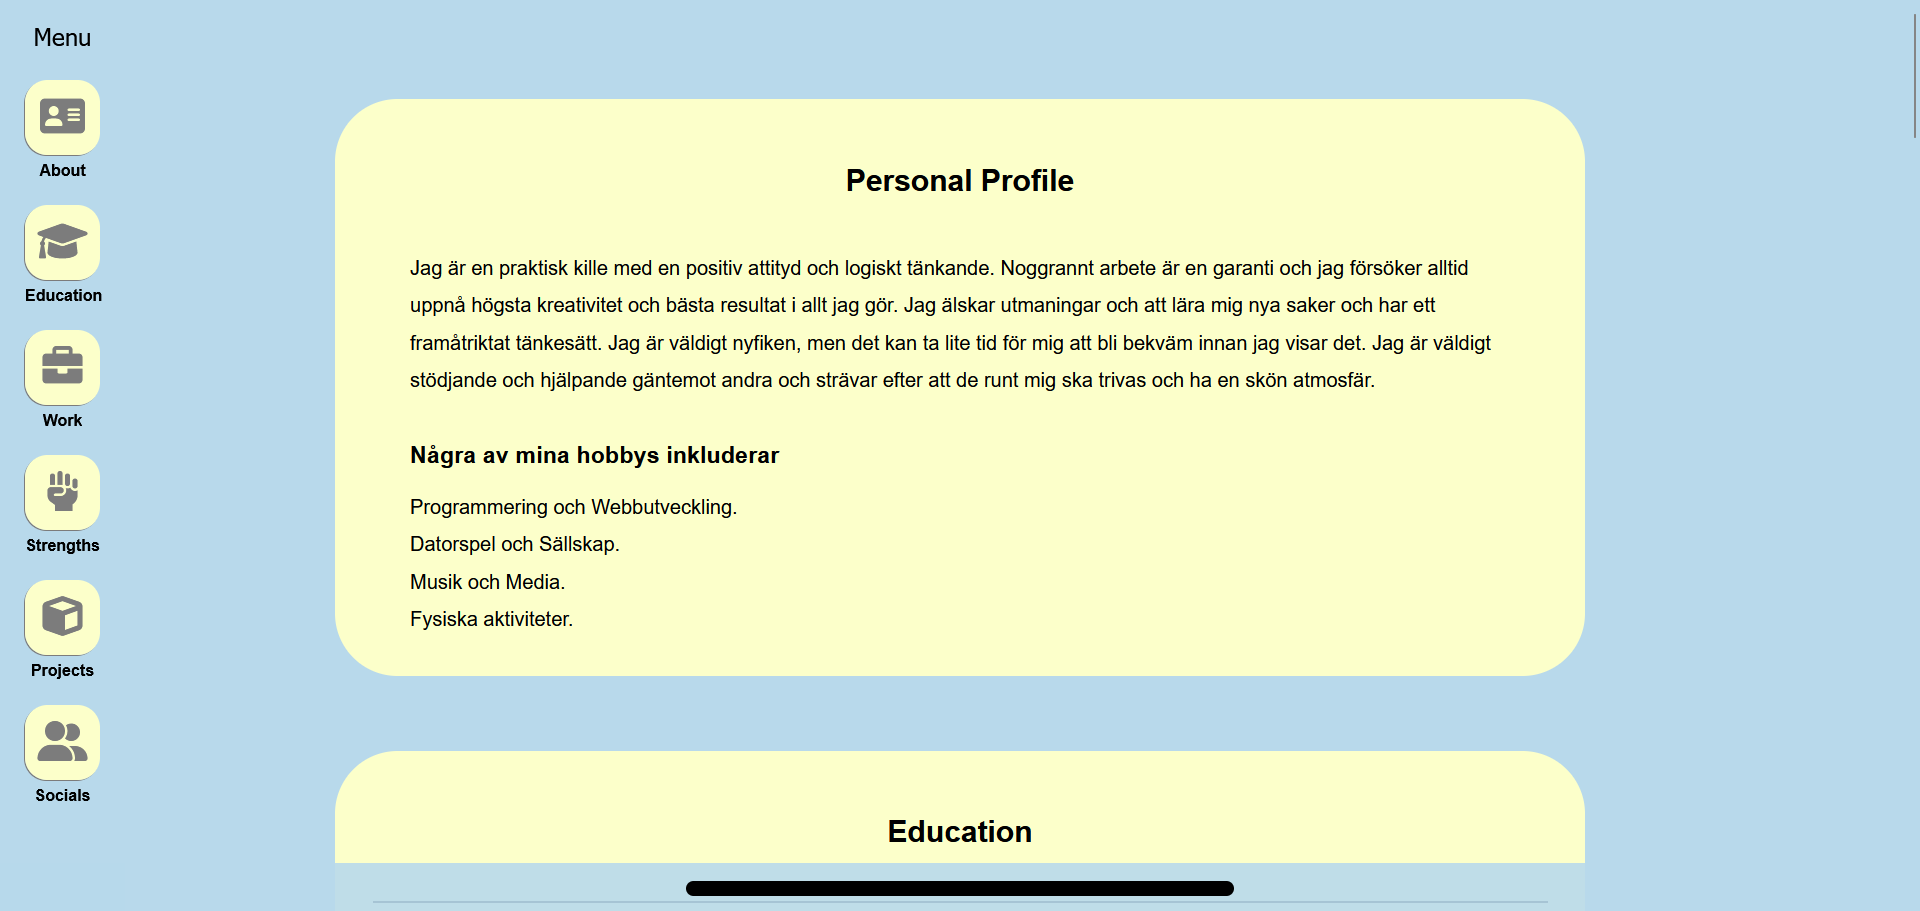 Menu
About
Education
Work
Strengths
Projects
Socials
Personal Profile
Jag är en praktisk kille med en positiv attityd och logiskt tänkande. Noggrannt arbete är en garanti och jag försöker alltid
uppnå högsta kreativitet och bästa resultat i allt jag gör. Jag älskar utmaningar och att lära mig nya saker och har ett
framåtriktat tänkesätt. Jag är väldigt nyfiken, men det kan ta lite tid för mig att bli bekväm innan jag visar det. Jag är väldigt
stödjande och hjälpande gäntemot andra och strävar efter att de runt mig ska trivas och ha en skön atmosfär.
Några av mina hobbys inkluderar
Programmering och Webbutveckling.
Datorspel och Sällskap.
Musik och Media.
Fysiska aktiviteter.
Education